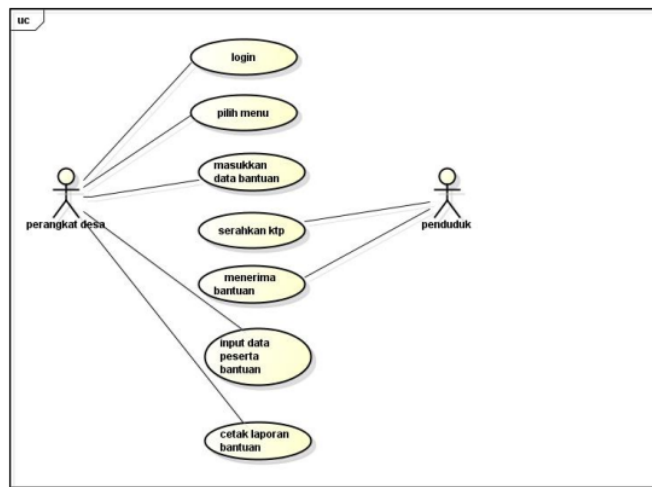 uc
login
pilih menu
masukkan
data bantuan
perangkat desa
serahkan ktp
penduduk
menerima
bantuan
input data
peserta
bantuan
cetak laporan
bantuan